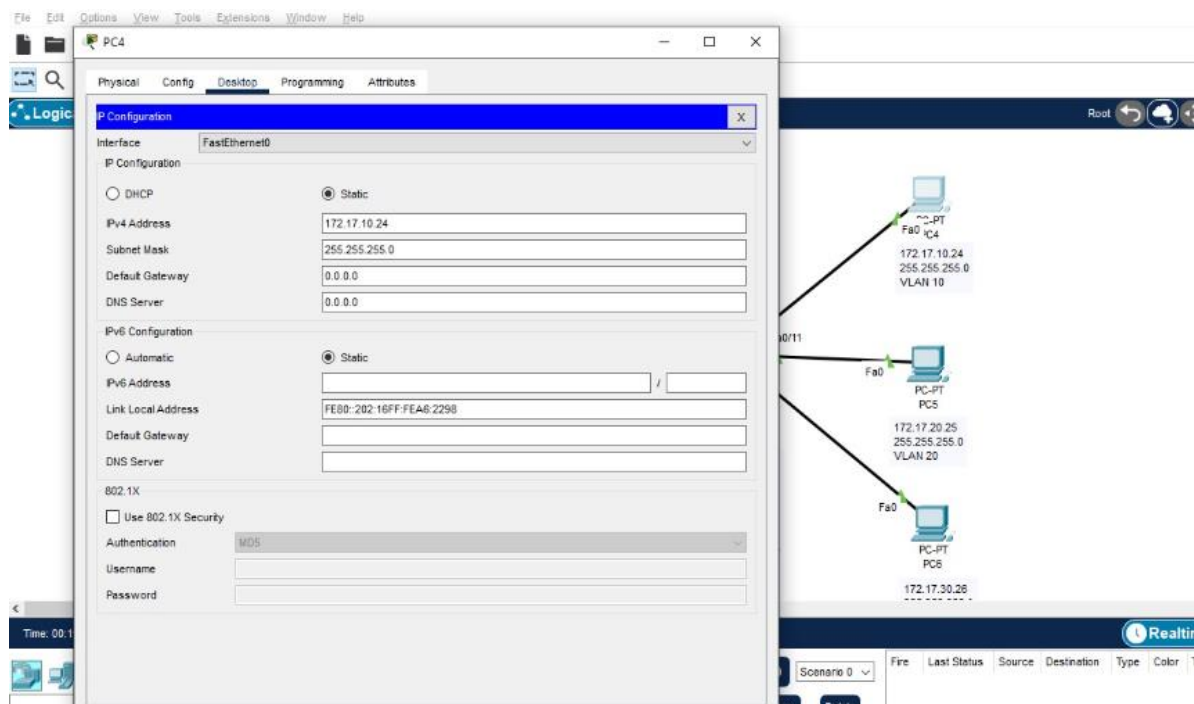 File Edit Options View Tools Extensions Window Help
PC4
Physical Config Desktop Programming Attributes
Logic
Root
IP Configuration X
Interface FastEthernet0
IP Configuration
DHCP Static
IPv4 Address 172.17.10.24
Subnet Mask 255.255.255.0
Default Gateway 0.0.0.0
DNS Server 0.0.0.0
IPv6 Configuration
Automatic Static
IPv6 Address /
Link Local Address FE80::202:16FF:FEA6:2298
Default Gateway
DNS Server
802.1X
Use 802.1X Security
Authentication MD5
Username
Password
PC-PT
Fa0 PC4
172.17.10.24
255.255.255.0
VLAN 10
a0/11
Fa0
PC-PT
PC5
172.17.20.25
255.255.255.0
VLAN 20
Fa0
PC-PT
PC6
172.17.30.26
Time: 00:1
Realtim
Scenario 0
Fire Last Status Source Destination Type Color T